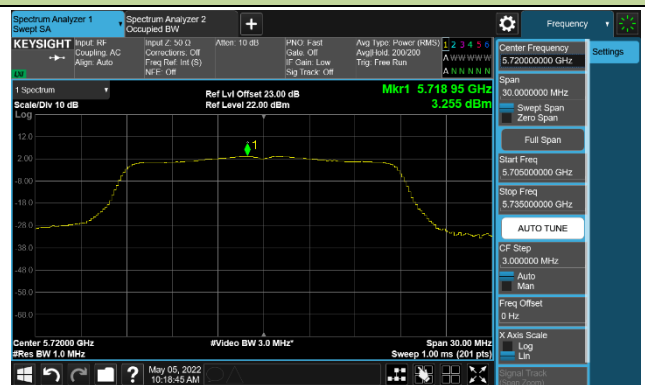 Spectrum Analyzer 1
Swept SA
Spectrum Analyzer 2
Occupied BW
+
Frequency
KEYSIGHT
Input: RF
Coupling: AC
Align: Auto
Input Z: 50 Ω
Corrections: Off
Freq Ref: Int (S)
NFE: Off
Atten: 10 dB
PNO: Fast
Gate: Off
IF Gain: Low
Sig Track: Off
Avg Type: Power (RMS)
Avg|Hold: 200/200
Trig: Free Run
1 2 3 4 5 6
A W W W W W
A N N N N N
LXI
1 Spectrum
Scale/Div 10 dB
Log
Ref Lvl Offset 23.00 dB
Ref Level 22.00 dBm
Mkr1 5.718 95 GHz
3.255 dBm
1
12.0
2.00
-8.00
-18.0
-28.0
-38.0
-48.0
-58.0
-68.0
Center 5.72000 GHz
#Res BW 1.0 MHz
#Video BW 3.0 MHz*
Span 30.00 MHz
Sweep 1.00 ms (201 pts)
May 05, 2022
10:18:45 AM
?
Center Frequency
5.720000000 GHz
Settings
Span
30.0000000 MHz
Swept Span
Zero Span
Full Span
Start Freq
5.705000000 GHz
Stop Freq
5.735000000 GHz
AUTO TUNE
CF Step
3.000000 MHz
Auto
Man
Freq Offset
0 Hz
X Axis Scale
Log
Lin
Signal Track
(Span Zoom)